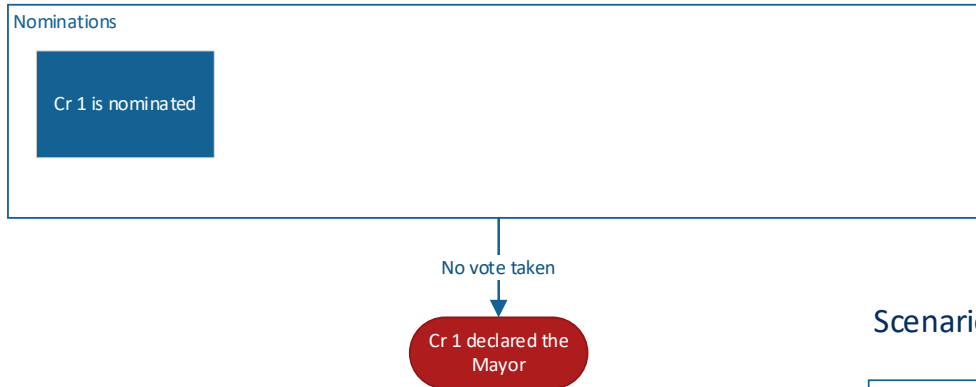 Nominations
Cr 1 is nominated
No vote taken
Cr 1 declared the
Mayor